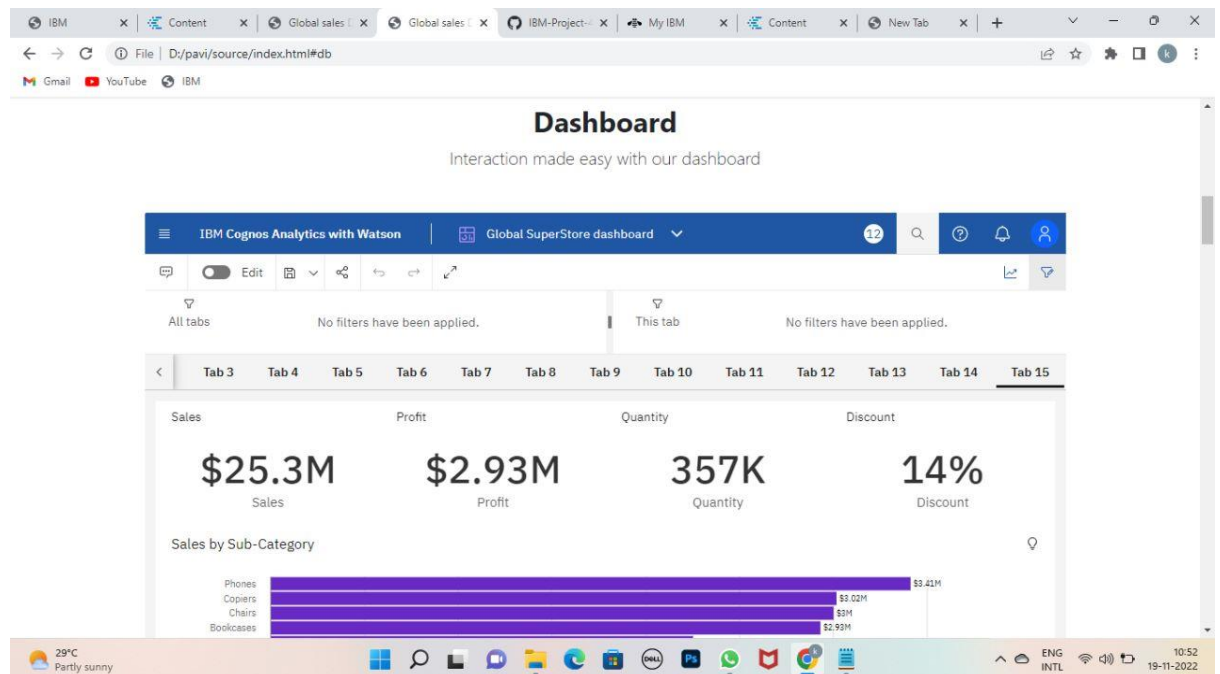 IBM
Content
Global sales D
Global sales D
IBM-Project-
My IBM
Content
New Tab
File D:/pavi/source/index.html#db
k
Gmail YouTube IBM
Dashboard
Interaction made easy with our dashboard
IBM Cognos Analytics with Watson Global SuperStore dashboard 12
Edit
All tabs No filters have been applied. This tab No filters have been applied.
Tab 3 Tab 4 Tab 5 Tab 6 Tab 7 Tab 8 Tab 9 Tab 10 Tab 11 Tab 12 Tab 13 Tab 14 Tab 15
Sales Profit Quantity Discount
$25.3M $2.93M 357K 14%
Sales Profit Quantity Discount
Sales by Sub-Category
Phones $3.41M
Copiers $3.02M
Chairs $3M
Bookcases $2.93M
29°C ENG 10:52
Partly sunny DELL Ps INTL 19-11-2022